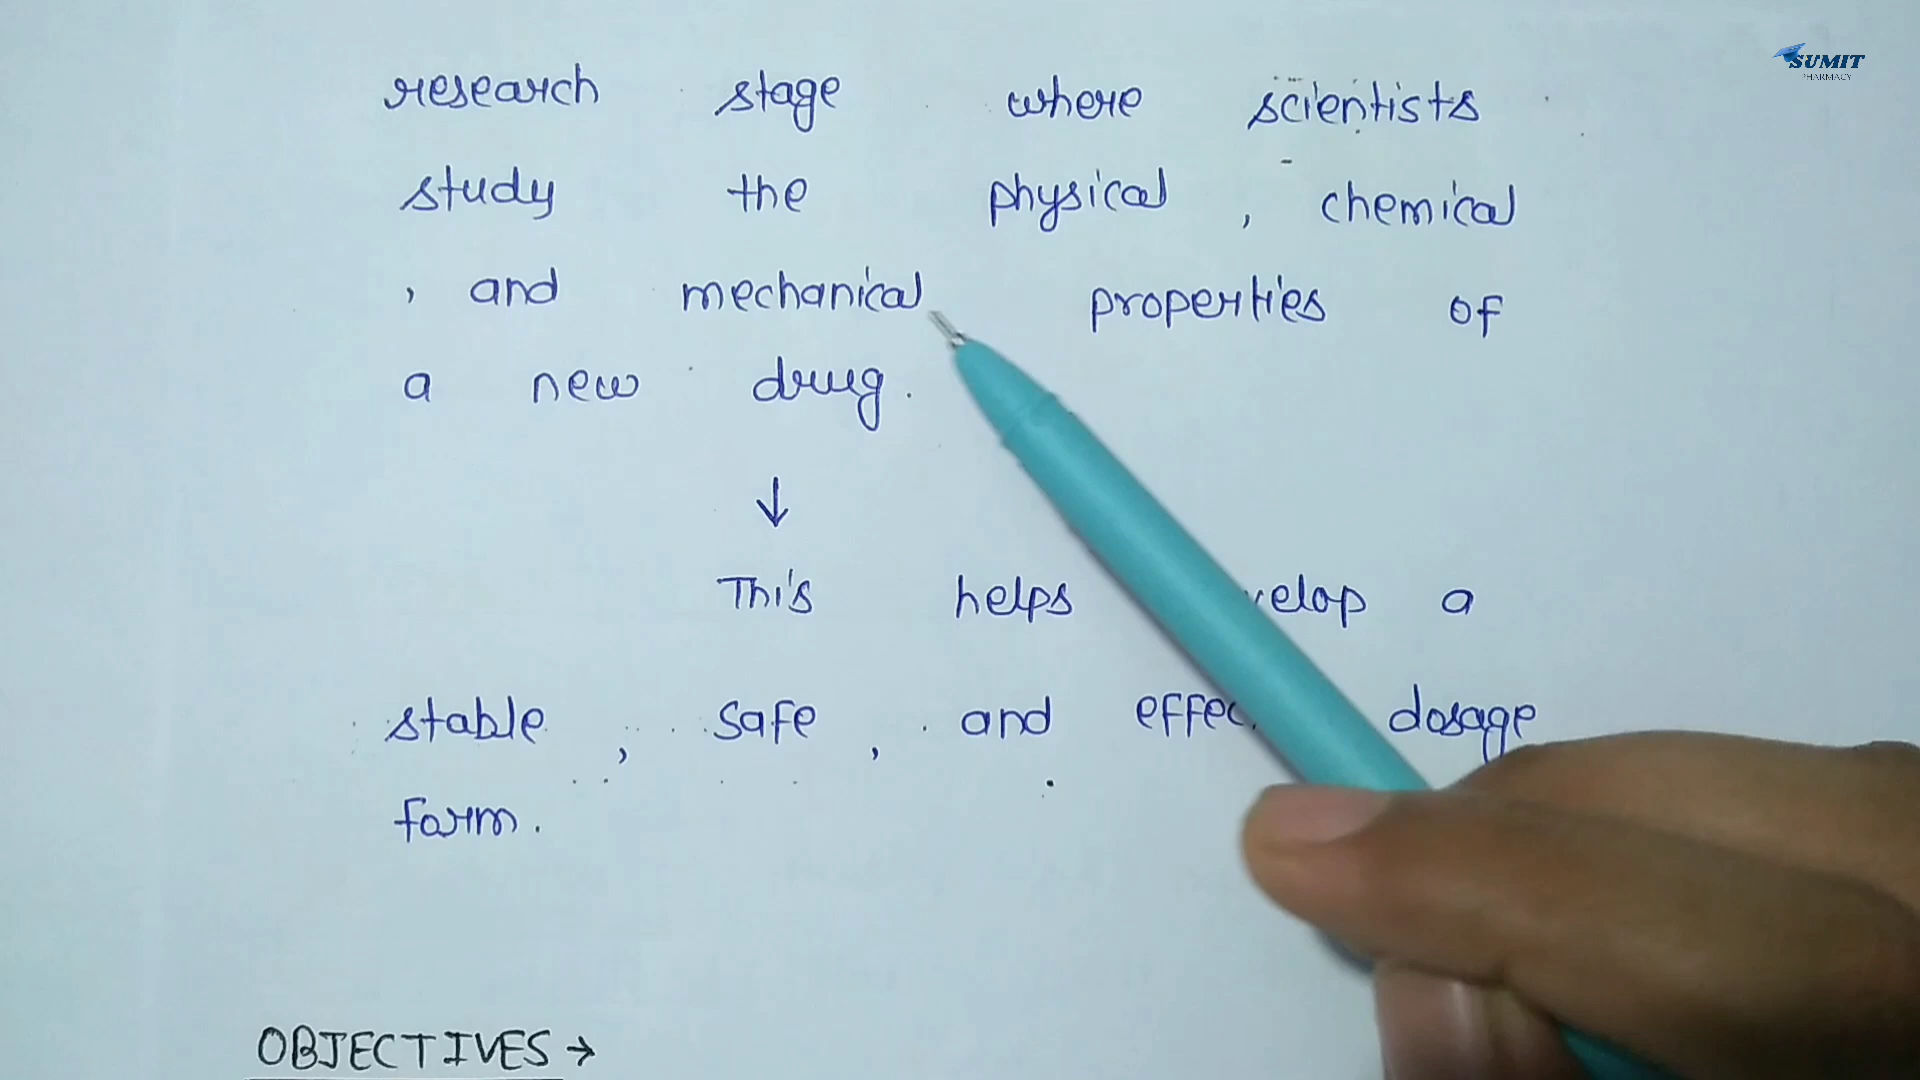 SUMIT
PHARMACY
research stage where scientists
study the physical, chemical
, and mechanical properties of
a new drug.
↓
This helps a
stable, safe, and dosage
form.
OBJECTIVES →